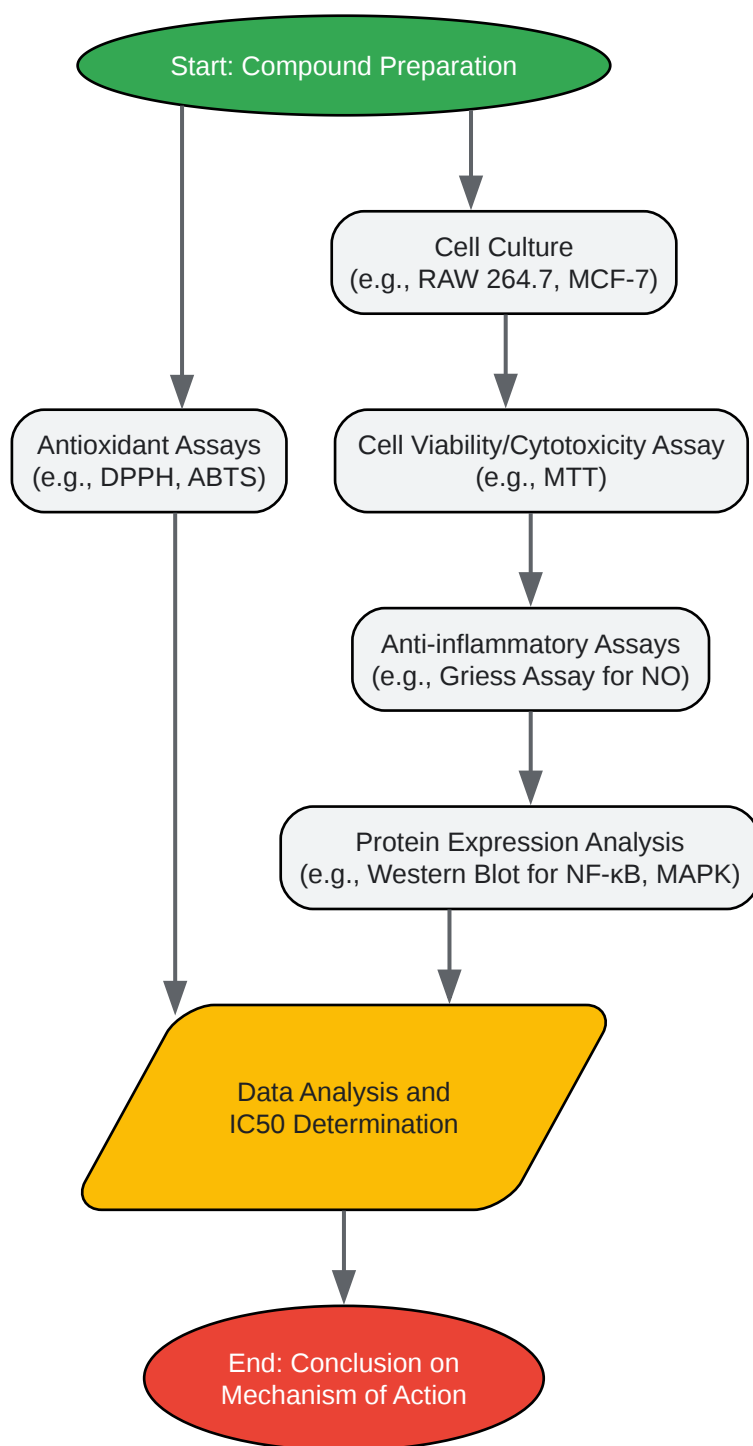 Start: Compound Preparation
Cell Culture
(e.g., RAW 264.7, MCF-7)
Antioxidant Assays
(e.g., DPPH, ABTS)
Cell Viability/Cytotoxicity Assay
(e.g., MTT)
Anti-inflammatory Assays
(e.g., Griess Assay for NO)
Protein Expression Analysis
(e.g., Western Blot for NF-κB, MAPK)
Data Analysis and
IC50 Determination
End: Conclusion on
Mechanism of Action